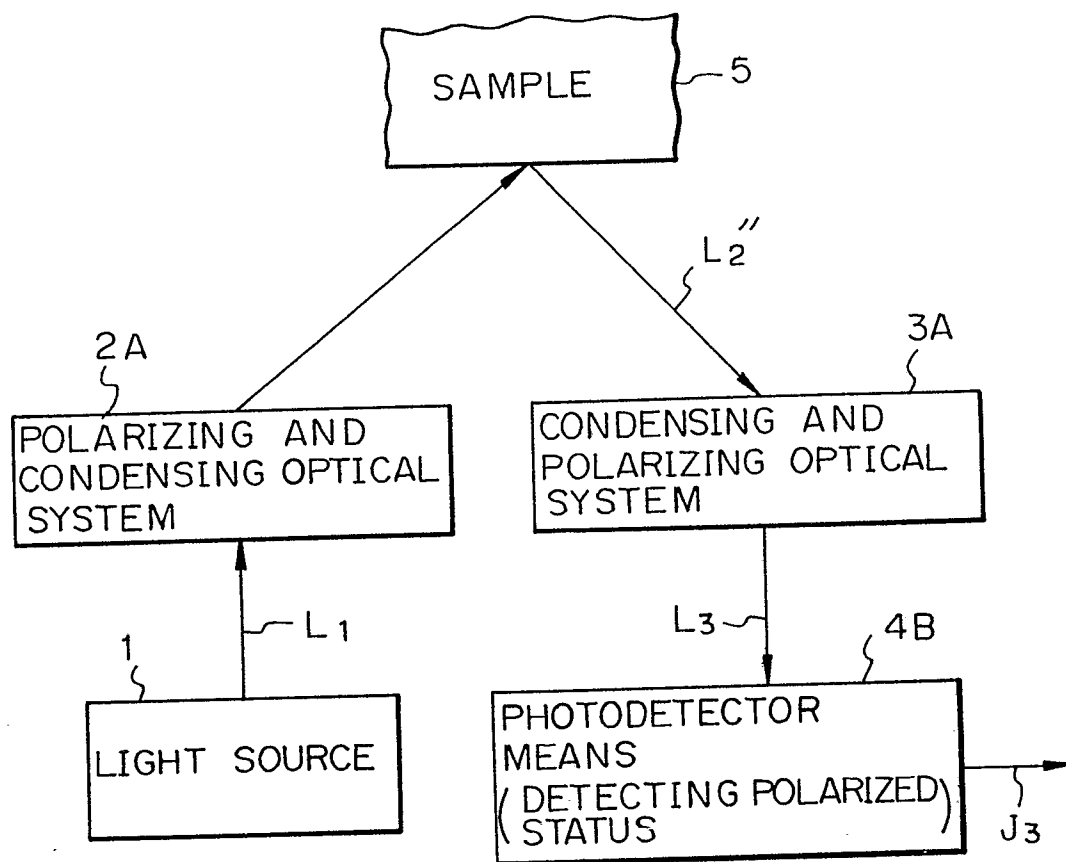 SAMPLE
5
L2″
2A
3A
POLARIZING AND
CONDENSING OPTICAL
SYSTEM
CONDENSING AND
POLARIZING OPTICAL
SYSTEM
L1
L3
1
4B
LIGHT SOURCE
PHOTODETECTOR
MEANS
(DETECTING POLARIZED
STATUS)
J3